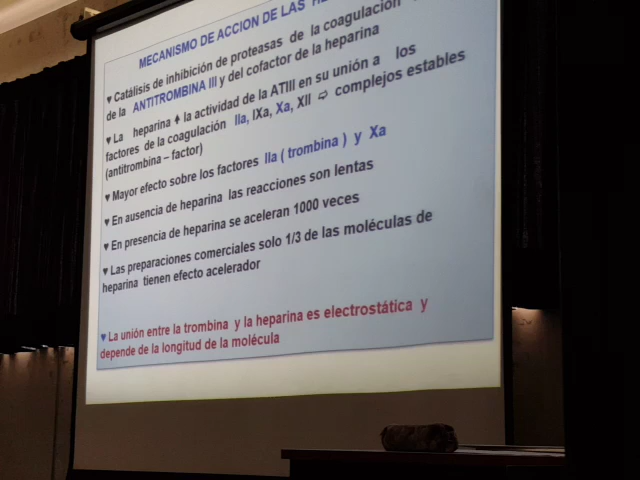 MECANISMO DE ACCION DE LAS
♥ Catálisis de inhibición de proteasas de la coagulación
de la ANTITROMBINA III y del cofactor de la heparina
♥ La heparina ↑ la actividad de la ATIII en su unión a los
factores de la coagulación IIa, IXa, Xa, XII ⇨ complejos estables
(antitrombina – factor)
♥ Mayor efecto sobre los factores IIa ( trombina ) y Xa
♥ En ausencia de heparina las reacciones son lentas
♥ En presencia de heparina se aceleran 1000 veces
♥ Las preparaciones comerciales solo 1/3 de las moléculas de
heparina tienen efecto acelerador
♥ La unión entre la trombina y la heparina es electrostática y
depende de la longitud de la molécula